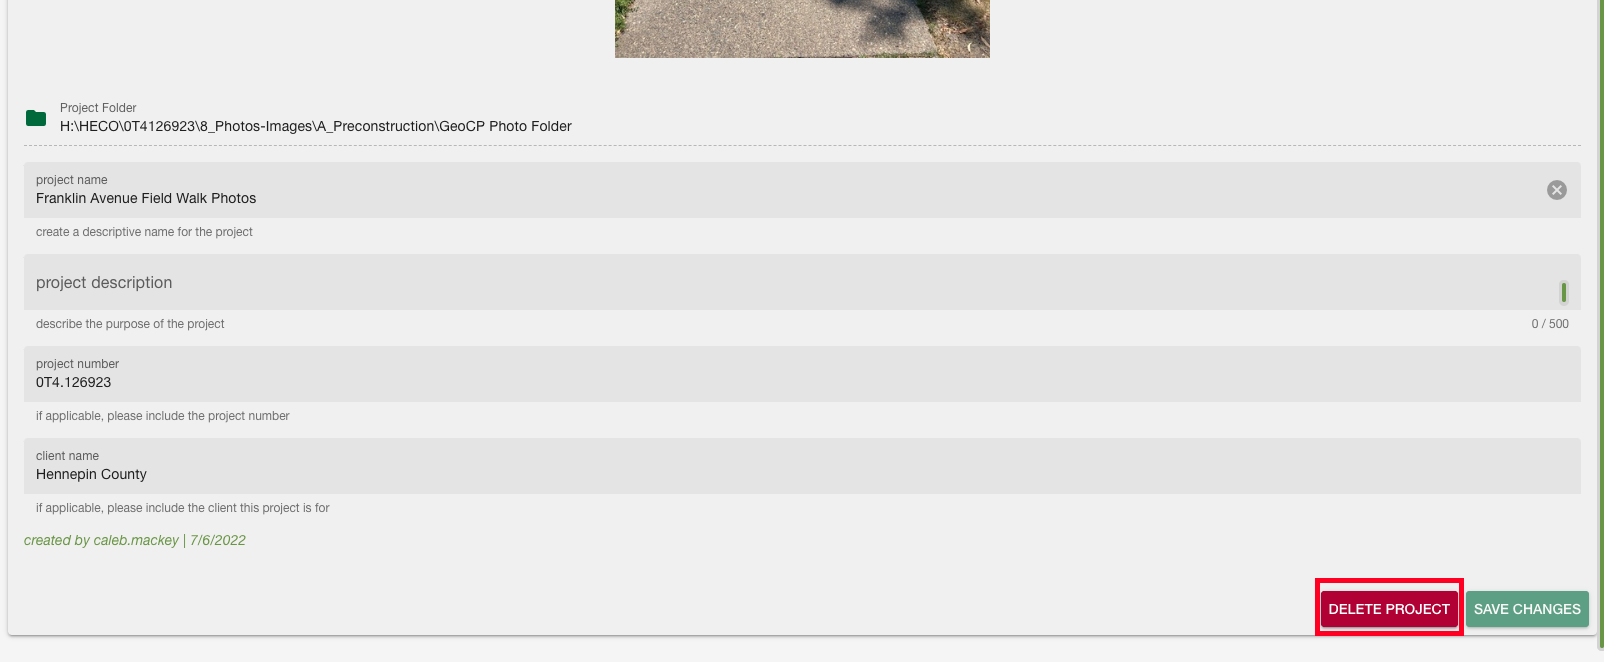 Project Folder
H:\HECO\0T4126923\8_Photos-Images\A_Preconstruction\GeoCP Photo Folder
project name
Franklin Avenue Field Walk Photos
create a descriptive name for the project
project description
describe the purpose of the project
0 / 500
project number
0T4.126923
if applicable, please include the project number
client name
Hennepin County
if applicable, please include the client this project is for
created by caleb.mackey | 7/6/2022
DELETE PROJECT SAVE CHANGES